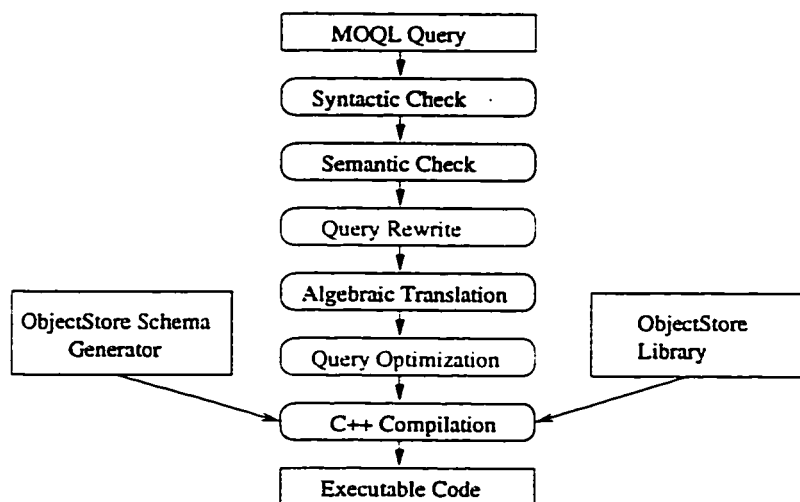 MOQL Query
Syntactic Check
Semantic Check
Query Rewrite
Algebraic Translation
ObjectStore Schema
Generator
ObjectStore
Library
Query Optimization
C++ Compilation
Executable Code